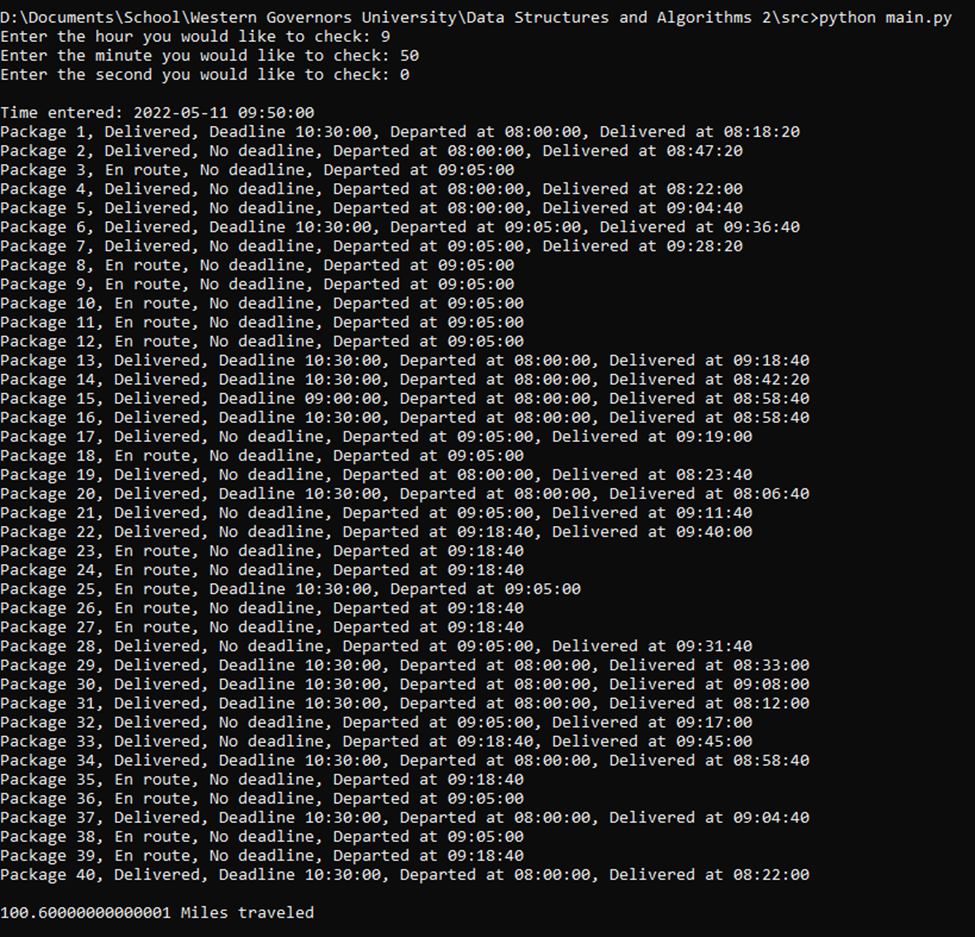 D:\Documents\School\Western Governors University\Data Structures and Algorithms 2\src>python main.py
Enter the hour you would like to check: 9
Enter the minute you would like to check: 50
Enter the second you would like to check: 0
Time entered: 2022-05-11 09:50:00
Package 1, Delivered, Deadline 10:30:00, Departed at 08:00:00, Delivered at 08:18:20
Package 2, Delivered, No deadline, Departed at 08:00:00, Delivered at 08:47:20
Package 3, En route, No deadline, Departed at 09:05:00
Package 4, Delivered, No deadline, Departed at 08:00:00, Delivered at 08:22:00
Package 5, Delivered, No deadline, Departed at 08:00:00, Delivered at 09:04:40
Package 6, Delivered, Deadline 10:30:00, Departed at 09:05:00, Delivered at 09:36:40
Package 7, Delivered, No deadline, Departed at 09:05:00, Delivered at 09:28:20
Package 8, En route, No deadline, Departed at 09:05:00
Package 9, En route, No deadline, Departed at 09:05:00
Package 10, En route, No deadline, Departed at 09:05:00
Package 11, En route, No deadline, Departed at 09:05:00
Package 12, En route, No deadline, Departed at 09:05:00
Package 13, Delivered, Deadline 10:30:00, Departed at 08:00:00, Delivered at 09:18:40
Package 14, Delivered, Deadline 10:30:00, Departed at 08:00:00, Delivered at 08:42:20
Package 15, Delivered, Deadline 09:00:00, Departed at 08:00:00, Delivered at 08:58:40
Package 16, Delivered, Deadline 10:30:00, Departed at 08:00:00, Delivered at 08:58:40
Package 17, Delivered, No deadline, Departed at 09:05:00, Delivered at 09:19:00
Package 18, En route, No deadline, Departed at 09:05:00
Package 19, Delivered, No deadline, Departed at 08:00:00, Delivered at 08:23:40
Package 20, Delivered, Deadline 10:30:00, Departed at 08:00:00, Delivered at 08:06:40
Package 21, Delivered, No deadline, Departed at 09:05:00, Delivered at 09:11:40
Package 22, Delivered, No deadline, Departed at 09:18:40, Delivered at 09:40:00
Package 23, En route, No deadline, Departed at 09:18:40
Package 24, En route, No deadline, Departed at 09:18:40
Package 25, En route, Deadline 10:30:00, Departed at 09:05:00
Package 26, En route, No deadline, Departed at 09:18:40
Package 27, En route, No deadline, Departed at 09:18:40
Package 28, Delivered, No deadline, Departed at 09:05:00, Delivered at 09:31:40
Package 29, Delivered, Deadline 10:30:00, Departed at 08:00:00, Delivered at 08:33:00
Package 30, Delivered, Deadline 10:30:00, Departed at 08:00:00, Delivered at 09:08:00
Package 31, Delivered, Deadline 10:30:00, Departed at 08:00:00, Delivered at 08:12:00
Package 32, Delivered, No deadline, Departed at 09:05:00, Delivered at 09:17:00
Package 33, Delivered, No deadline, Departed at 09:18:40, Delivered at 09:45:00
Package 34, Delivered, Deadline 10:30:00, Departed at 08:00:00, Delivered at 08:58:40
Package 35, En route, No deadline, Departed at 09:18:40
Package 36, En route, No deadline, Departed at 09:05:00
Package 37, Delivered, Deadline 10:30:00, Departed at 08:00:00, Delivered at 09:04:40
Package 38, En route, No deadline, Departed at 09:05:00
Package 39, En route, No deadline, Departed at 09:18:40
Package 40, Delivered, Deadline 10:30:00, Departed at 08:00:00, Delivered at 08:22:00
100.60000000000001 Miles traveled